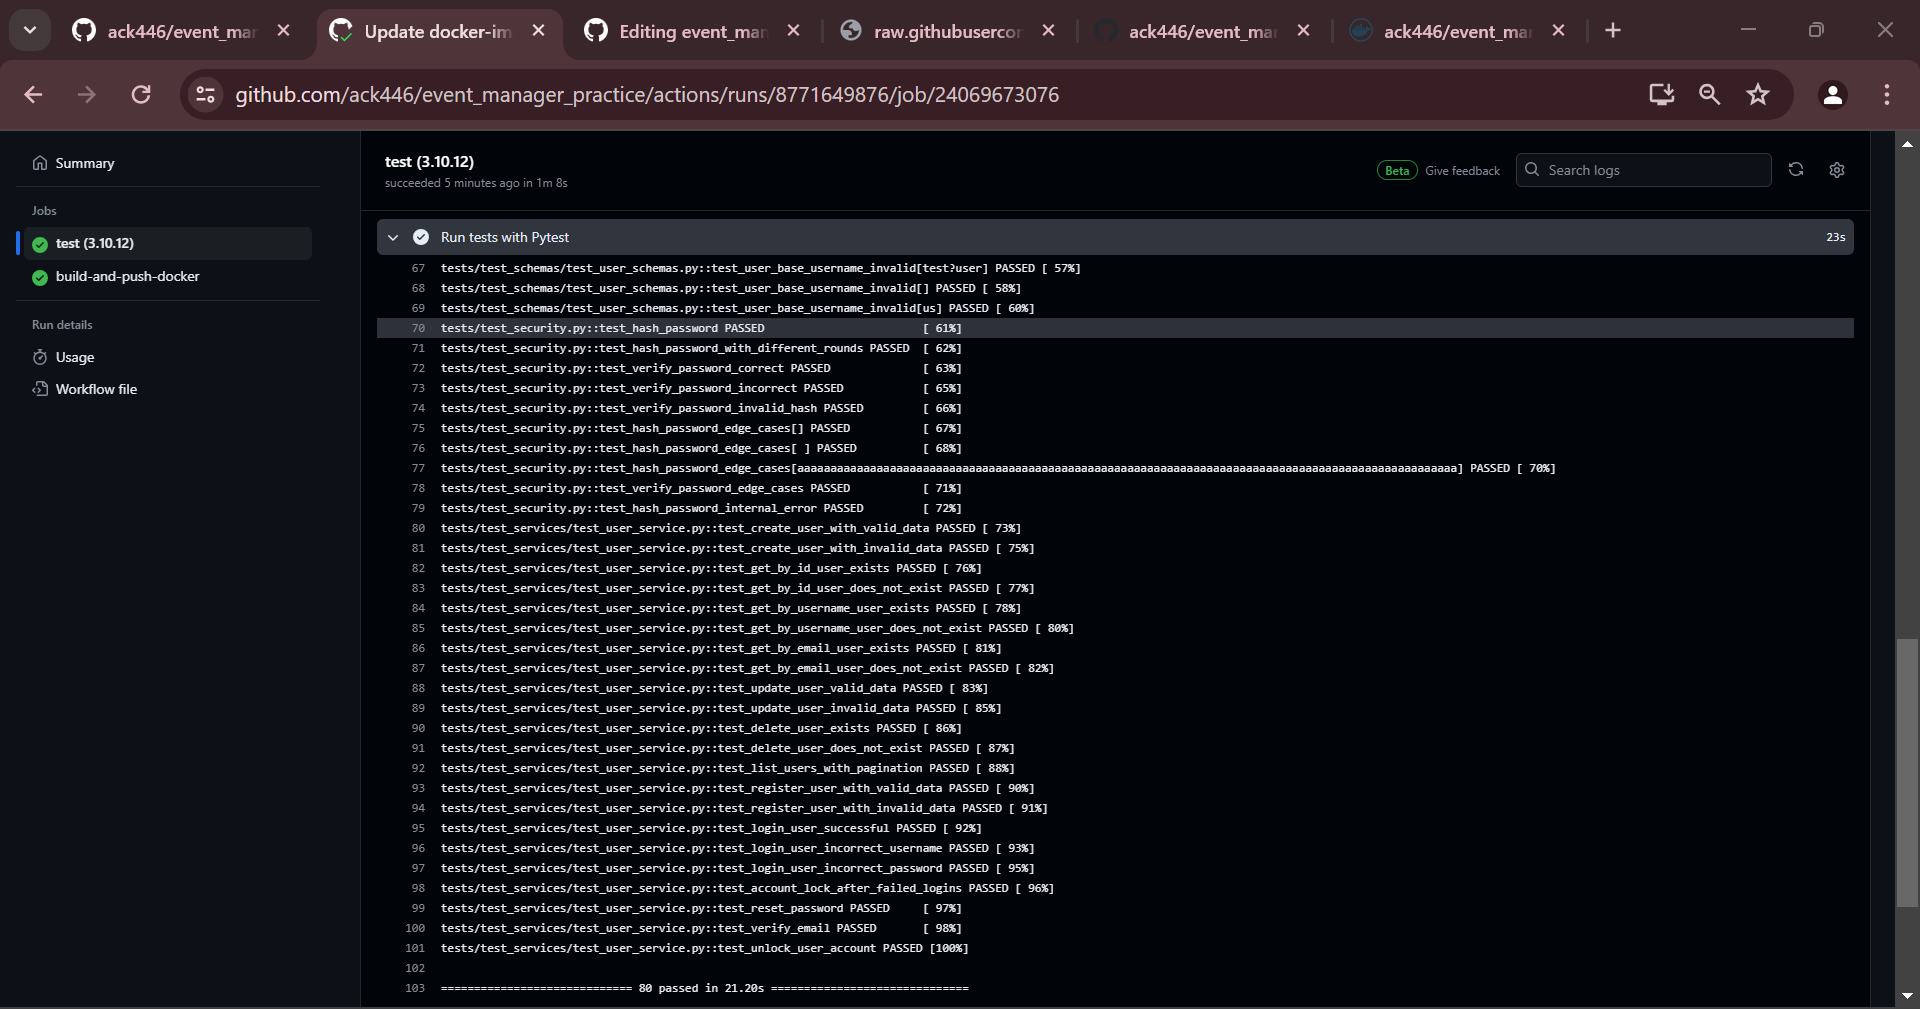 ack446/event_mar
Update docker-im
Editing event_man
raw.githubusercor
ack446/event_mar
ack446/event_mar
github.com/ack446/event_manager_practice/actions/runs/8771649876/job/24069673076
Summary
Jobs
test (3.10.12)
build-and-push-docker
Run details
Usage
Workflow file
test (3.10.12)
succeeded 5 minutes ago in 1m 8s
Beta Give feedback
Search logs
Run tests with Pytest 23s
67 tests/test_schemas/test_user_schemas.py::test_user_base_username_invalid[test?user] PASSED [ 57%]
68 tests/test_schemas/test_user_schemas.py::test_user_base_username_invalid[] PASSED [ 58%]
69 tests/test_schemas/test_user_schemas.py::test_user_base_username_invalid[us] PASSED [ 60%]
70 tests/test_security.py::test_hash_password PASSED [ 61%]
71 tests/test_security.py::test_hash_password_with_different_rounds PASSED [ 62%]
72 tests/test_security.py::test_verify_password_correct PASSED [ 63%]
73 tests/test_security.py::test_verify_password_incorrect PASSED [ 65%]
74 tests/test_security.py::test_verify_password_invalid_hash PASSED [ 66%]
75 tests/test_security.py::test_hash_password_edge_cases[] PASSED [ 67%]
76 tests/test_security.py::test_hash_password_edge_cases[ ] PASSED [ 68%]
77 tests/test_security.py::test_hash_password_edge_cases[aaaaaaaaaaaaaaaaaaaaaaaaaaaaaaaaaaaaaaaaaaaaaaaaaaaaaaaaaaaaaaaaaaaaaaaaaaaaaaaaaaaaaaaaaaaaaaaaaaaa] PASSED [ 70%]
78 tests/test_security.py::test_verify_password_edge_cases PASSED [ 71%]
79 tests/test_security.py::test_hash_password_internal_error PASSED [ 72%]
80 tests/test_services/test_user_service.py::test_create_user_with_valid_data PASSED [ 73%]
81 tests/test_services/test_user_service.py::test_create_user_with_invalid_data PASSED [ 75%]
82 tests/test_services/test_user_service.py::test_get_by_id_user_exists PASSED [ 76%]
83 tests/test_services/test_user_service.py::test_get_by_id_user_does_not_exist PASSED [ 77%]
84 tests/test_services/test_user_service.py::test_get_by_username_user_exists PASSED [ 78%]
85 tests/test_services/test_user_service.py::test_get_by_username_user_does_not_exist PASSED [ 80%]
86 tests/test_services/test_user_service.py::test_get_by_email_user_exists PASSED [ 81%]
87 tests/test_services/test_user_service.py::test_get_by_email_user_does_not_exist PASSED [ 82%]
88 tests/test_services/test_user_service.py::test_update_user_valid_data PASSED [ 83%]
89 tests/test_services/test_user_service.py::test_update_user_invalid_data PASSED [ 85%]
90 tests/test_services/test_user_service.py::test_delete_user_exists PASSED [ 86%]
91 tests/test_services/test_user_service.py::test_delete_user_does_not_exist PASSED [ 87%]
92 tests/test_services/test_user_service.py::test_list_users_with_pagination PASSED [ 88%]
93 tests/test_services/test_user_service.py::test_register_user_with_valid_data PASSED [ 90%]
94 tests/test_services/test_user_service.py::test_register_user_with_invalid_data PASSED [ 91%]
95 tests/test_services/test_user_service.py::test_login_user_successful PASSED [ 92%]
96 tests/test_services/test_user_service.py::test_login_user_incorrect_username PASSED [ 93%]
97 tests/test_services/test_user_service.py::test_login_user_incorrect_password PASSED [ 95%]
98 tests/test_services/test_user_service.py::test_account_lock_after_failed_logins PASSED [ 96%]
99 tests/test_services/test_user_service.py::test_reset_password PASSED [ 97%]
100 tests/test_services/test_user_service.py::test_verify_email PASSED [ 98%]
101 tests/test_services/test_user_service.py::test_unlock_user_account PASSED [100%]
102
103 ============================= 80 passed in 21.20s ==============================